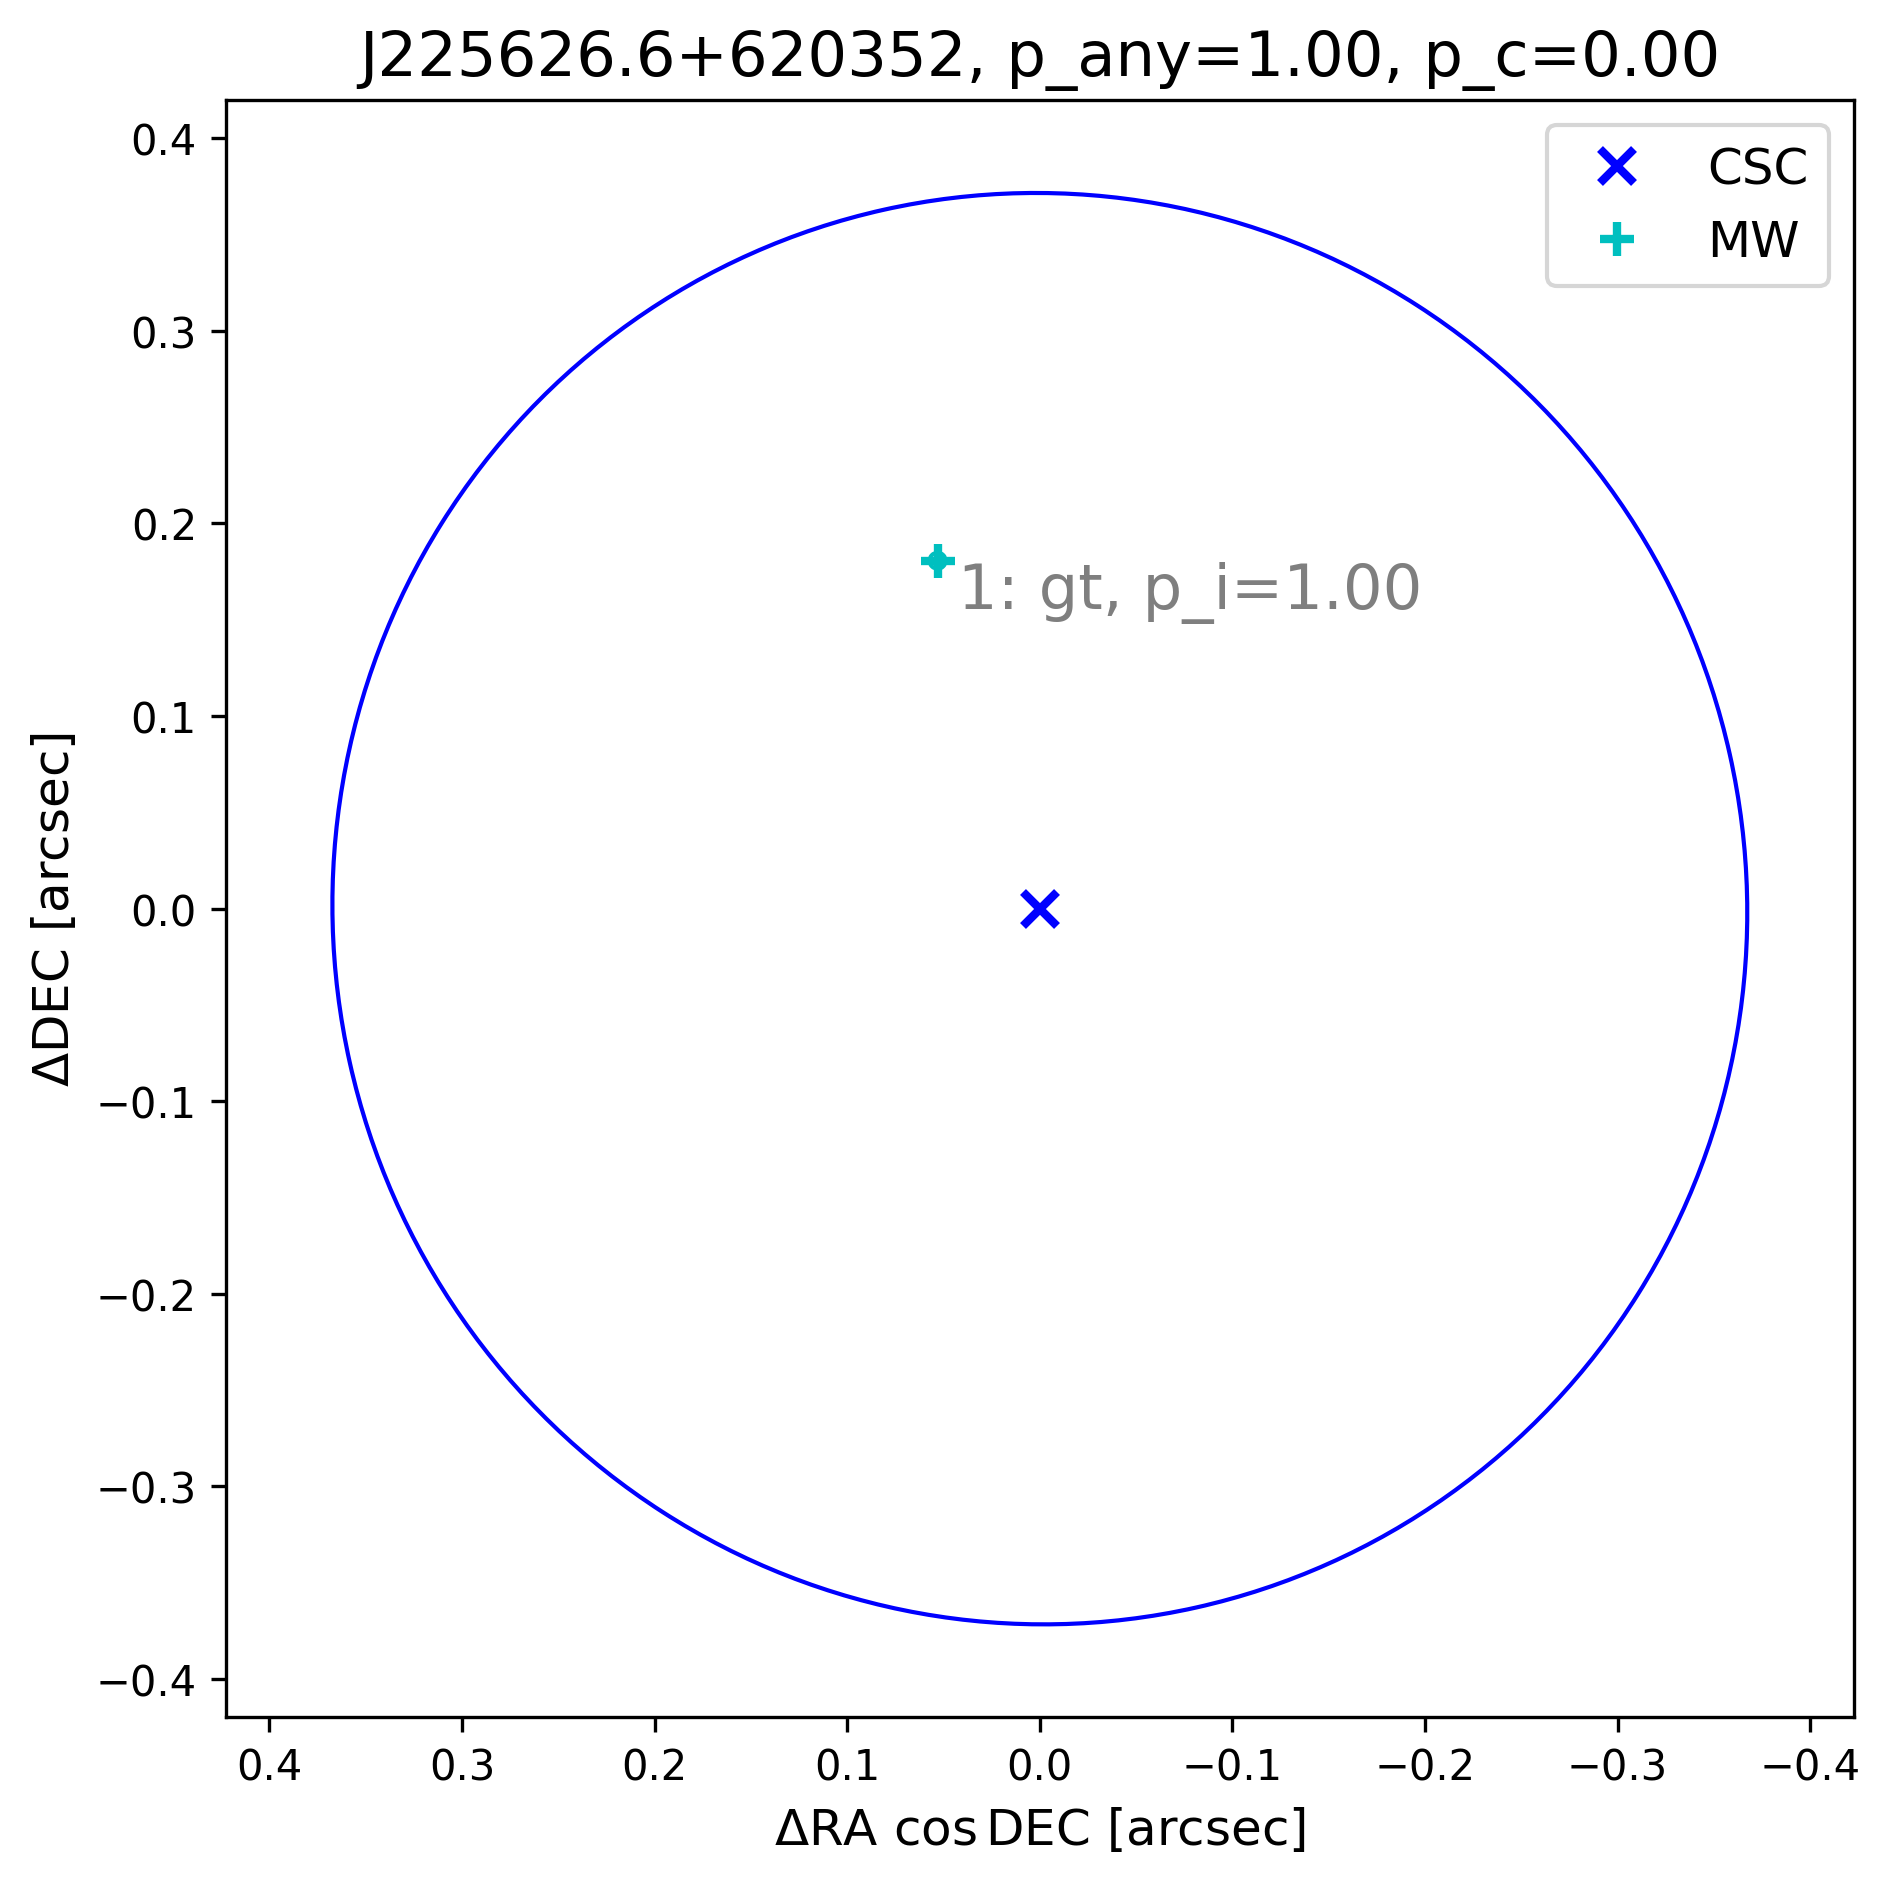 J225626.6+620352, p_any=1.00, p_c=0.00
CSC
MW
1: gt, p_i=1.00
ΔDEC [arcsec]
0.4
0.3
0.2
0.1
0.0
−0.1
−0.2
−0.3
−0.4
0.4 0.3 0.2 0.1 0.0 −0.1 −0.2 −0.3 −0.4
ΔRA cos DEC [arcsec]